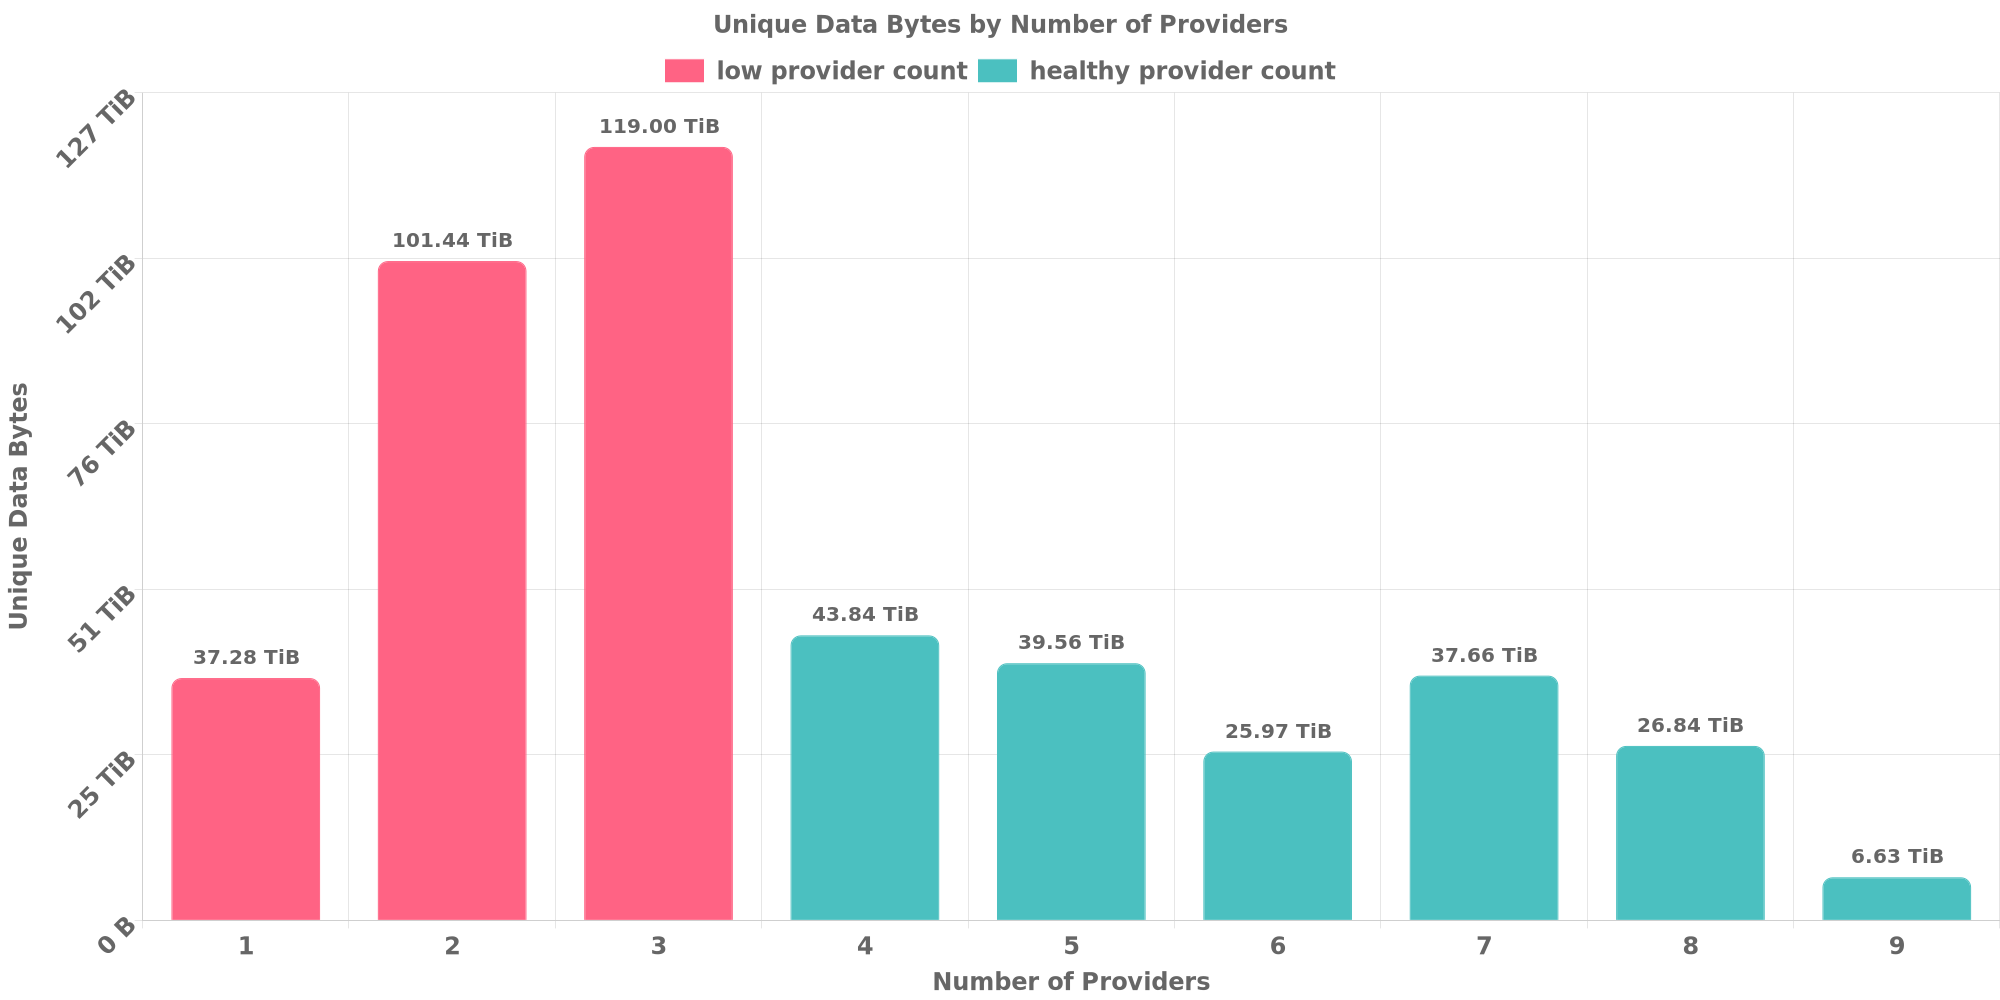 Unique Data Bytes by Number of Providers
low provider count healthy provider count
127 TiB
102 TiB
76 TiB
51 TiB
25 TiB
0 B
Unique Data Bytes
37.28 TiB
101.44 TiB
119.00 TiB
43.84 TiB
39.56 TiB
25.97 TiB
37.66 TiB
26.84 TiB
6.63 TiB
1 2 3 4 5 6 7 8 9
Number of Providers